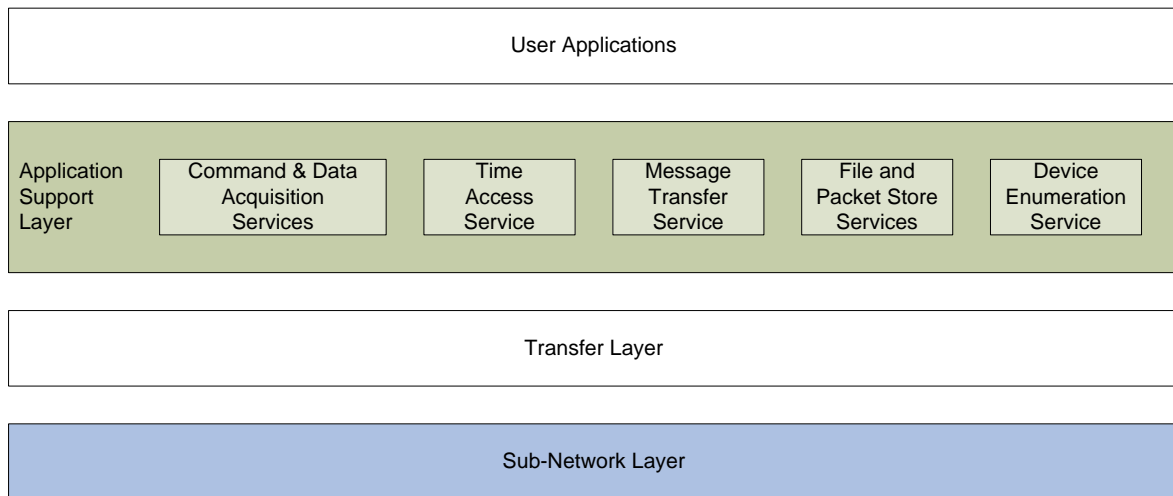 User Applications
Application
Support
Layer
Command & Data
Acquisition
Services
Time
Access
Service
Message
Transfer
Service
File and
Packet Store
Services
Device
Enumeration
Service
Transfer Layer
Sub-Network Layer